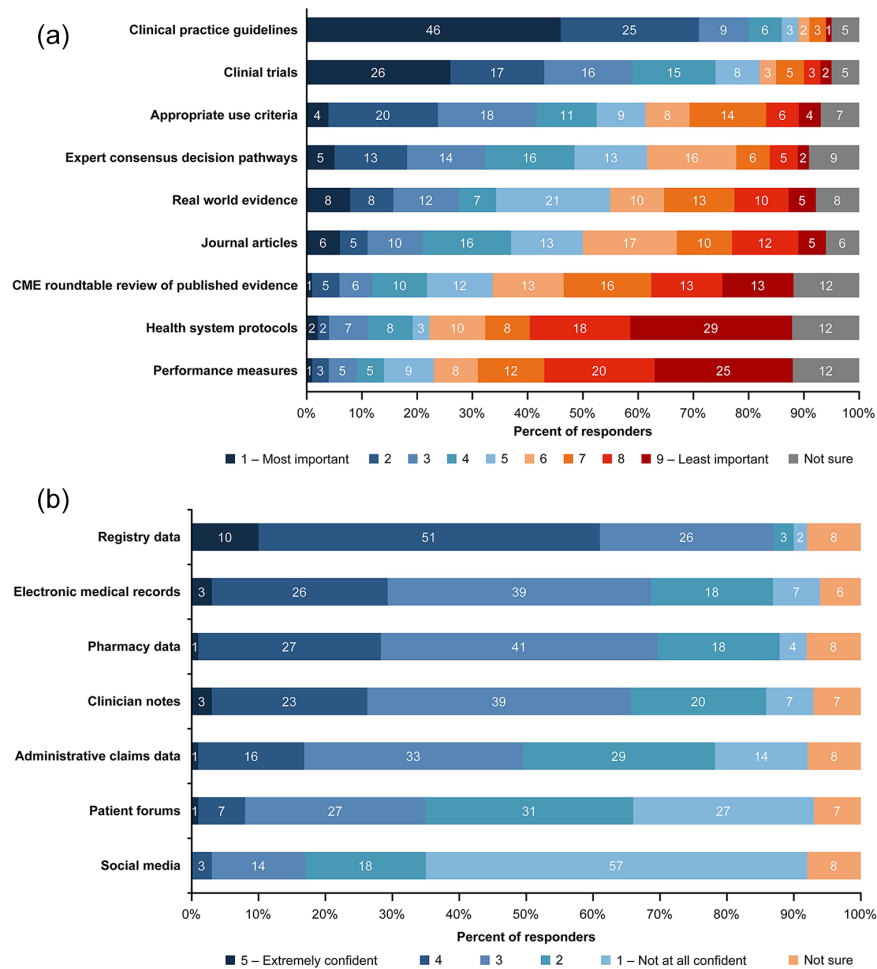 (a)
Clinical practice guidelines 46 25 9 6 3 2 3 1 5
Clinial trials 26 17 16 15 8 3 5 3 2 5
Appropriate use criteria 4 20 18 11 9 8 14 6 4 7
Expert consensus decision pathways 5 13 14 16 13 16 6 5 2 9
Real world evidence 8 8 12 7 21 10 13 10 5 8
Journal articles 6 5 10 16 13 17 10 12 5 6
CME roundtable review of published evidence 1 5 6 10 12 13 16 13 13 12
Health system protocols 2 2 7 8 3 10 8 18 29 12
Performance measures 1 3 5 5 9 8 12 20 25 12
0% 10% 20% 30% 40% 50% 60% 70% 80% 90% 100%
Percent of responders
1 – Most important 2 3 4 5 6 7 8 9 – Least important Not sure
(b)
Registry data 10 51 26 3 2 8
Electronic medical records 3 26 39 18 7 6
Pharmacy data 1 27 41 18 4 8
Clinician notes 3 23 39 20 7 7
Administrative claims data 1 16 33 29 14 8
Patient forums 1 7 27 31 27 7
Social media 3 14 18 57 8
0% 10% 20% 30% 40% 50% 60% 70% 80% 90% 100%
Percent of responders
5 – Extremely confident 4 3 2 1 – Not at all confident Not sure